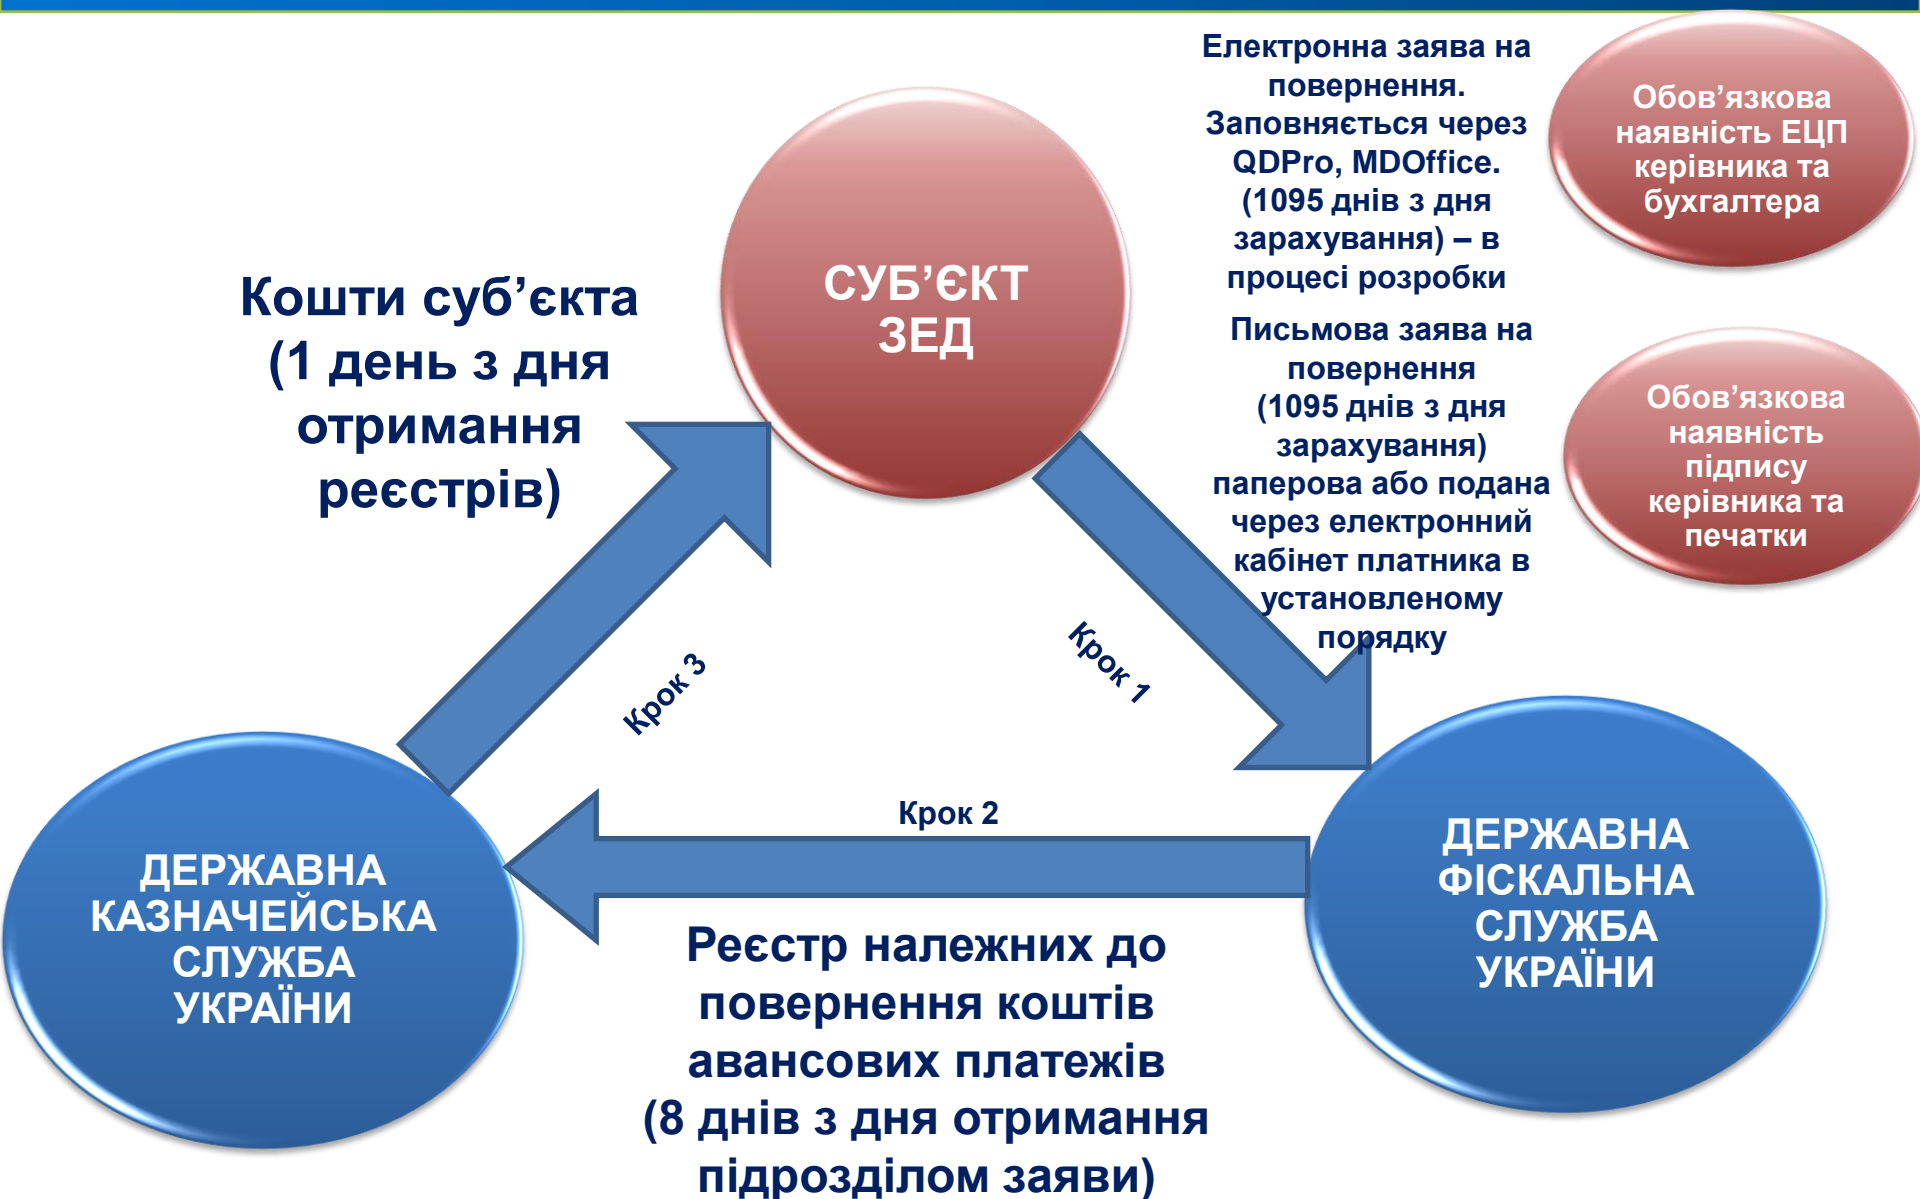 Електронна заява на
повернення.
Заповняється через
QDPro, MDOffice.
(1095 днів з дня
зарахування) – в
процесі розробки
Обов’язкова
наявність ЕЦП
керівника та
бухгалтера
СУБ’ЄКТ
ЗЕД
Кошти суб’єкта
(1 день з дня
отримання
реєстрів)
Письмова заява на
повернення
(1095 днів з дня
зарахування)
паперова або подана
через електронний
кабінет платника в
установленому
порядку
Обов’язкова
наявність
підпису
керівника та
печатки
Крок 3
Крок 1
Крок 2
ДЕРЖАВНА
КАЗНАЧЕЙСЬКА
СЛУЖБА
УКРАЇНИ
ДЕРЖАВНА
ФІСКАЛЬНА
СЛУЖБА
УКРАЇНИ
Реєстр належних до
повернення коштів
авансових платежів
(8 днів з дня отримання
підрозділом заяви)